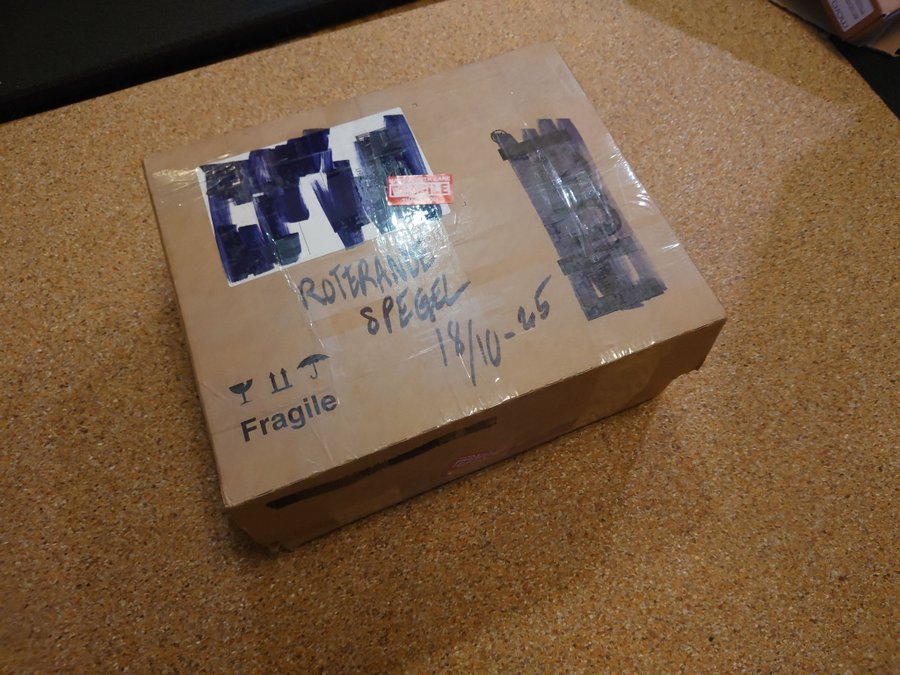 FRAGILE
ROTERANDE
SPEGEL
18/10-25
Fragile